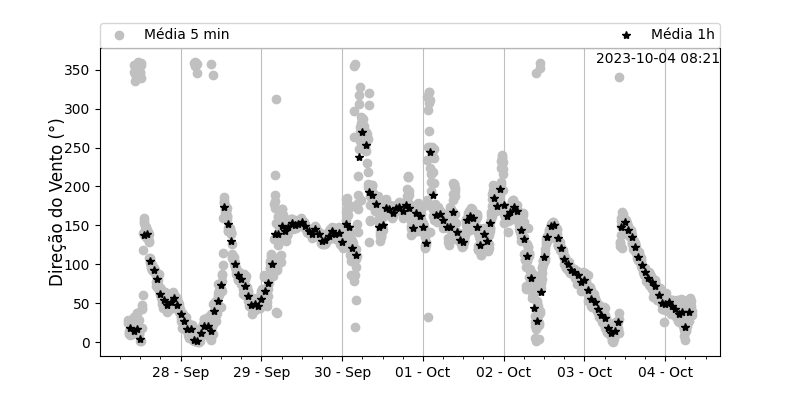 Média 5 min
Média 1h
2023-10-04 08:21
Direção do Vento (°)
350
300
250
200
150
100
50
0
28 - Sep
29 - Sep
30 - Sep
01 - Oct
02 - Oct
03 - Oct
04 - Oct